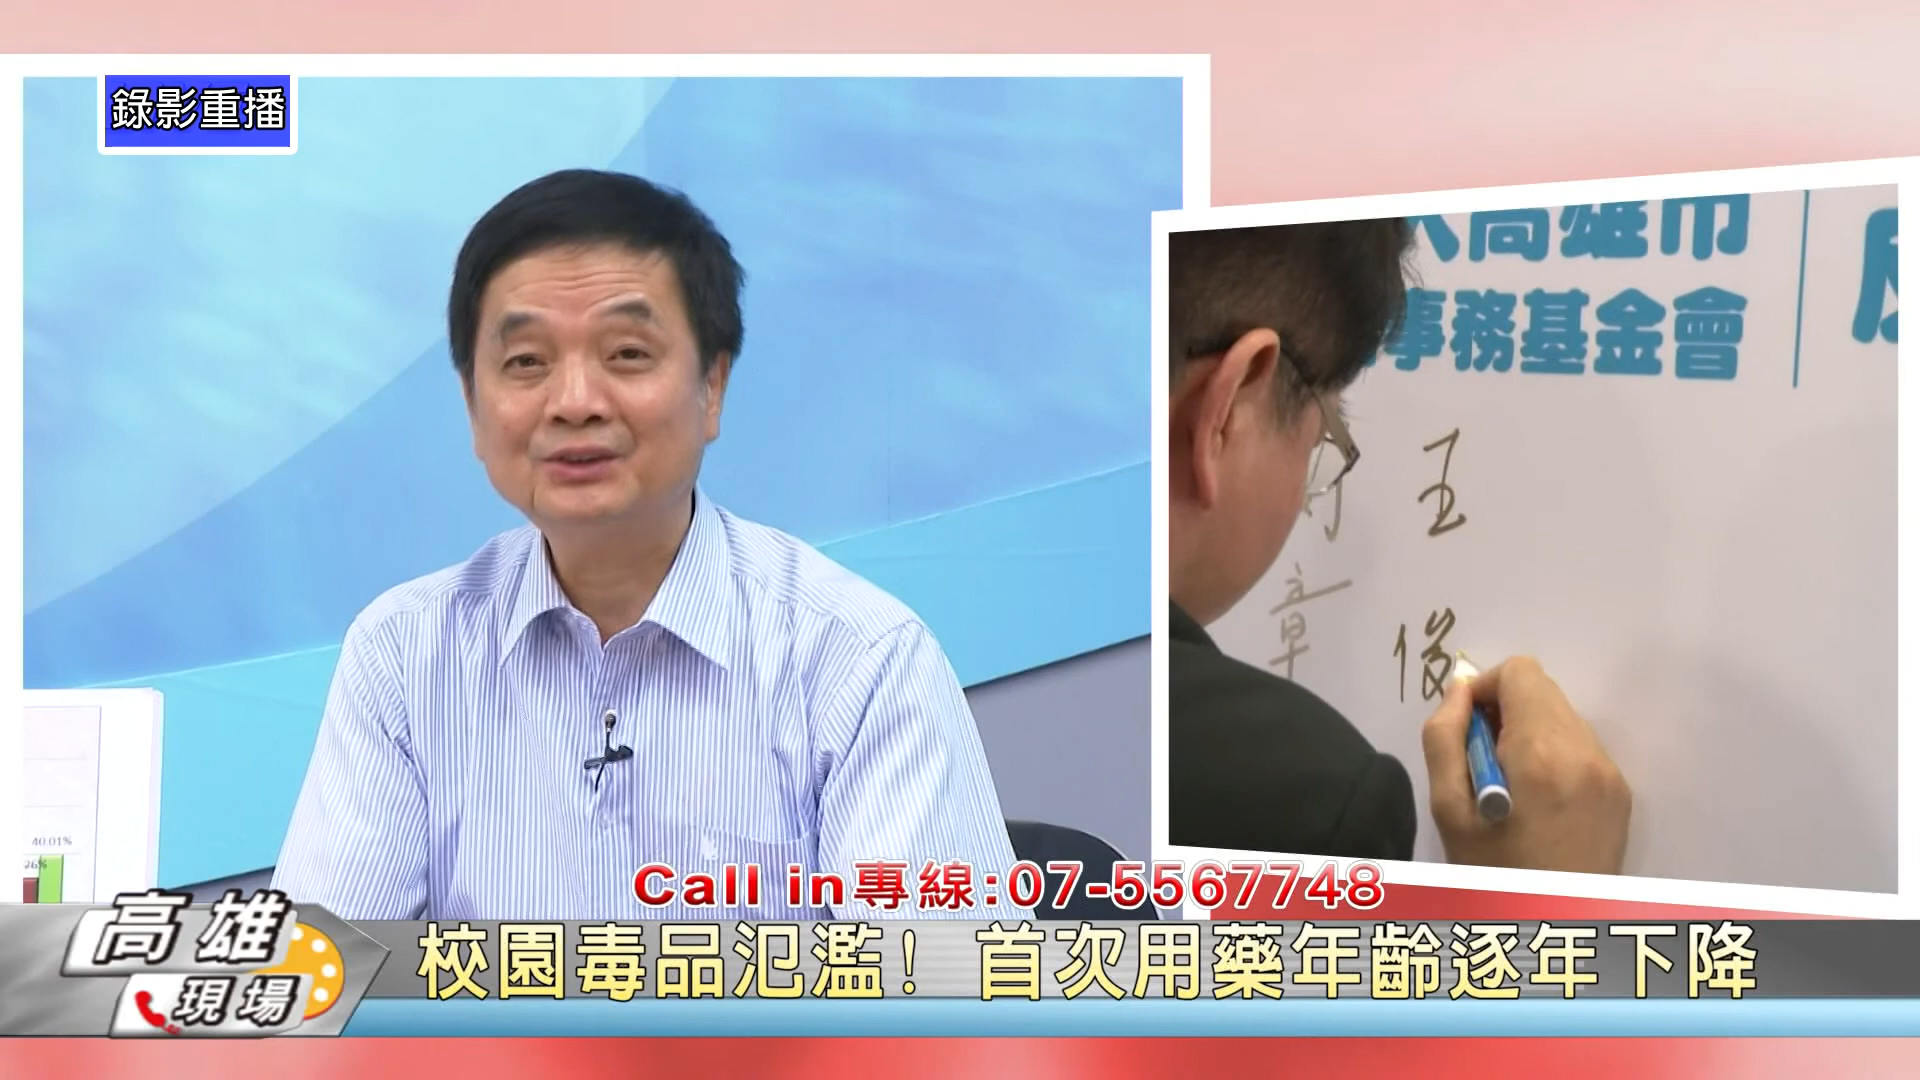 錄影重播
高雄市
事務基金會
王
章
俊
40.01%
26%
Call in專線:07-5567748
高雄
現場
校園毒品氾濫! 首次用藥年齡逐年下降